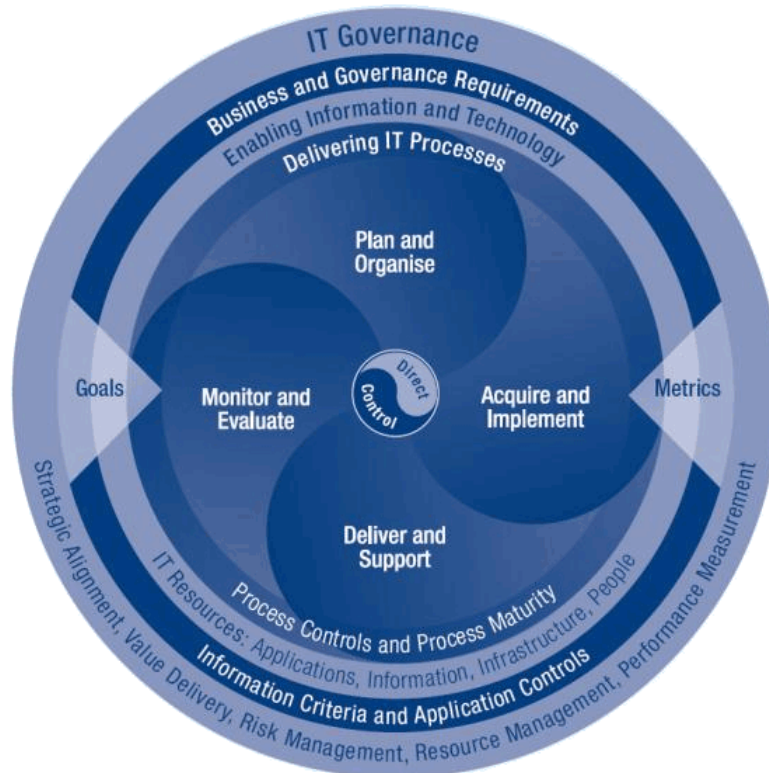 IT Governance
Business and Governance Requirements
Enabling Information and Technology
Delivering IT Processes
Plan and
Organise
Goals
Monitor and
Evaluate
Direct
Control
Acquire and
Implement
Metrics
Deliver and
Support
Process Controls and Process Maturity
IT Resources: Applications, Information, Infrastructure, People
Information Criteria and Application Controls
Strategic Alignment, Value Delivery, Risk Management, Resource Management, Performance Measurement